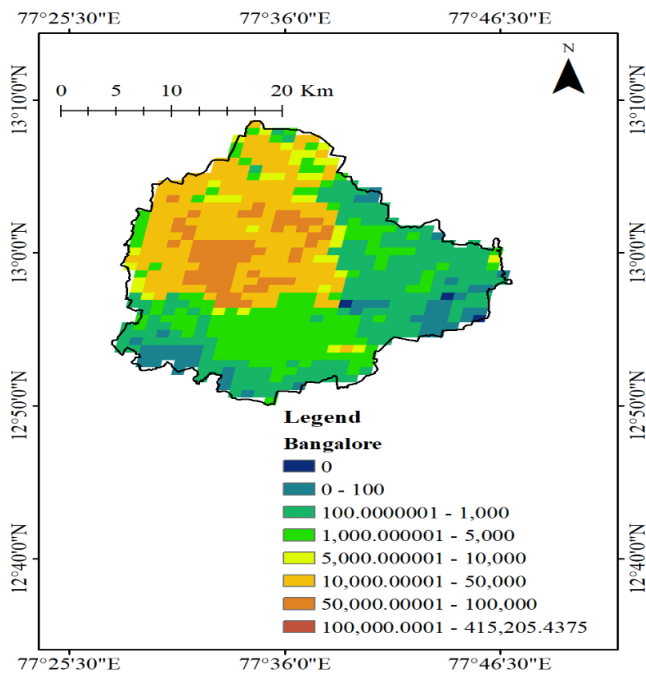 77°25'30"E 77°36'0"E 77°46'30"E
N
0 5 10 20 Km
13°10'0"N 13°10'0"N
13°0'0"N 13°0'0"N
12°50'0"N 12°50'0"N
Legend
Bangalore
0
0 - 100
100.0000001 - 1,000
1,000.000001 - 5,000
5,000.000001 - 10,000
10,000.00001 - 50,000
50,000.00001 - 100,000
100,000.0001 - 415,205.4375
12°40'0"N 12°40'0"N
77°25'30"E 77°36'0"E 77°46'30"E